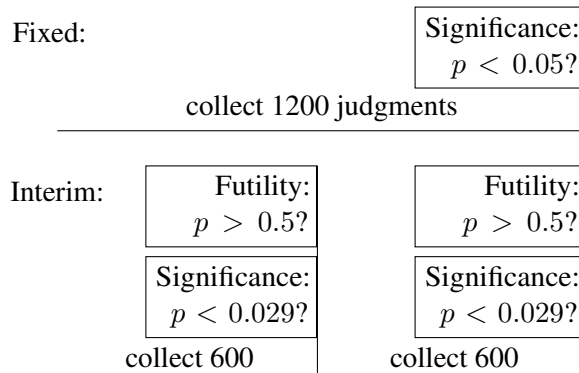 Fixed:
Significance:
p < 0.05?
collect 1200 judgments
Interim:
Futility:
p > 0.5?
Futility:
p > 0.5?
Significance:
p < 0.029?
Significance:
p < 0.029?
collect 600
collect 600